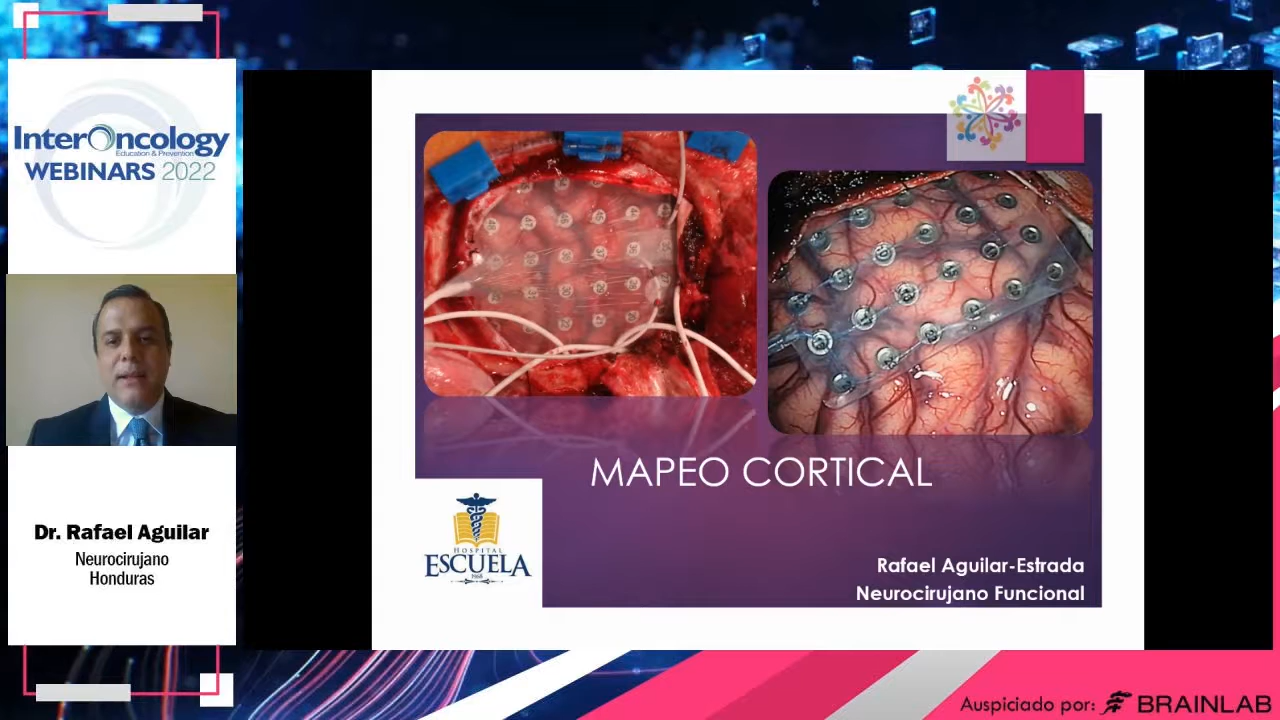 InterOncology
Education & Prevention
WEBINARS 2022
Dr. Rafael Aguilar
Neurocirujano
Honduras
MAPEO CORTICAL
HOSPITAL
ESCUELA
1968
Rafael Aguilar-Estrada
Neurocirujano Funcional
Auspiciado por: BRAINLAB